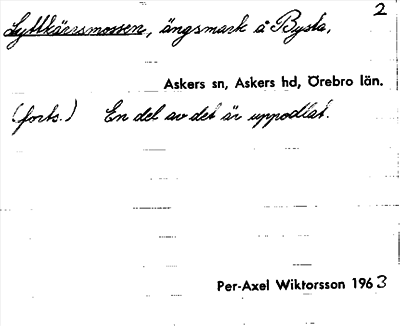 2
Lyttkärrsmossen, ängsmark å Bysta,
Askers sn, Askers hd, Örebro län.
(forts.) En del av det är uppodlat.
Per-Axel Wiktorsson 1963